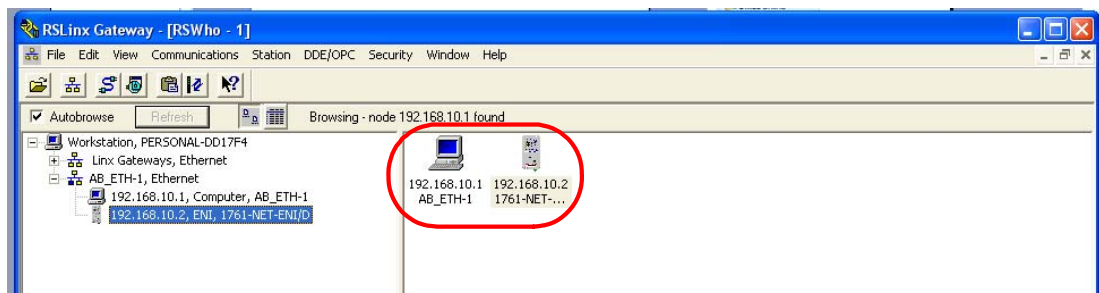 RSLinx Gateway - [RSWho - 1]
File Edit View Communications Station DDE/OPC Security Window Help
Autobrowse Refresh Browsing - node 192.168.10.1 found
Workstation, PERSONAL-DD17F4
Linx Gateways, Ethernet
AB_ETH-1, Ethernet
192.168.10.1, Computer, AB_ETH-1
192.168.10.2, ENI, 1761-NET-ENI/D
192.168.10.1 192.168.10.2
AB_ETH-1 1761-NET-...